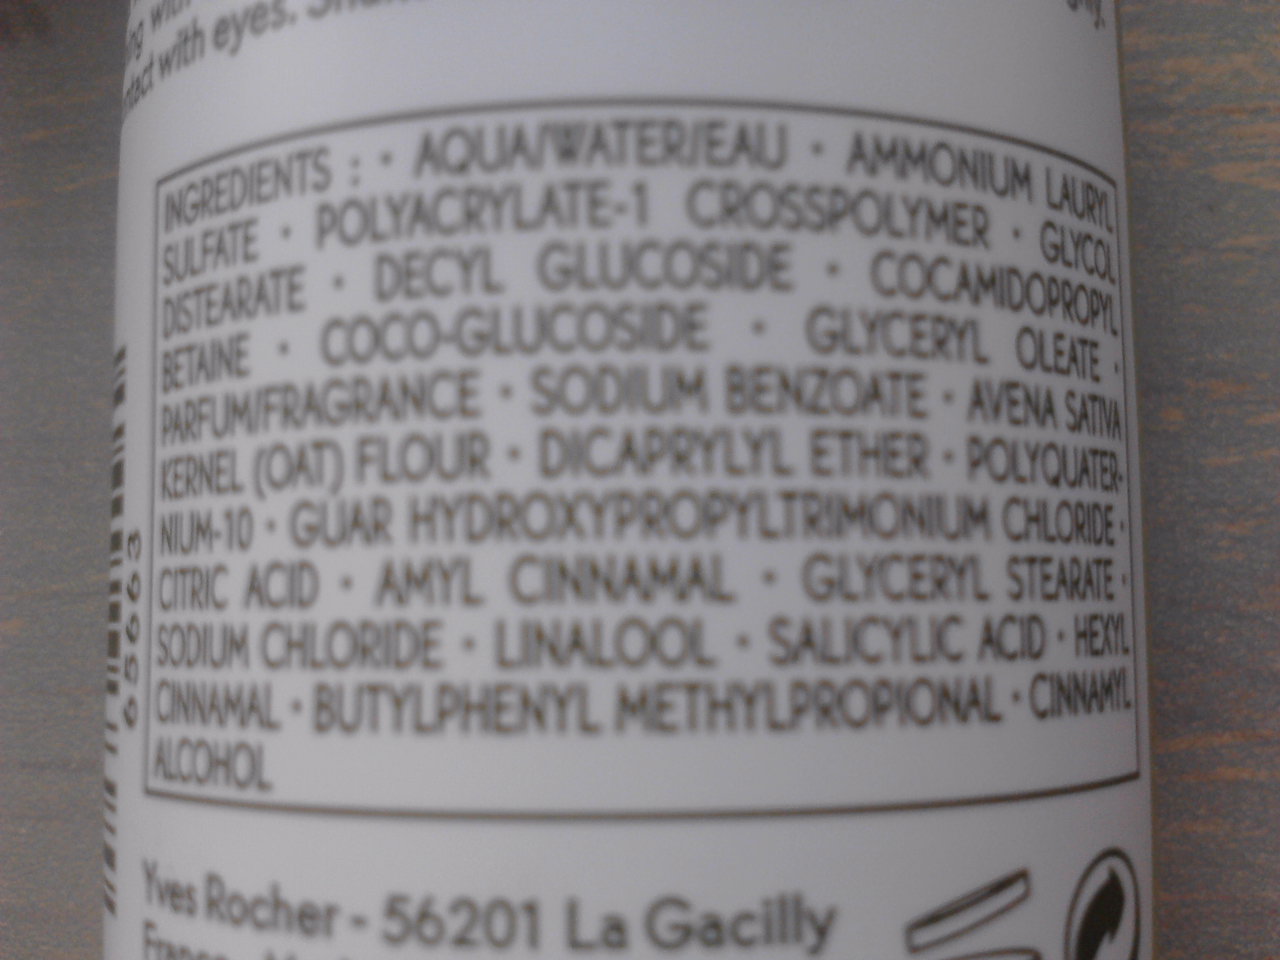 with eyes.
INGREDIENTS : • AQUA/WATER/EAU • AMMONIUM LAURYL
SULFATE • POLYACRYLATE-1 CROSSPOLYMER • GLYCOL
DISTEARATE • DECYL GLUCOSIDE • COCAMIDOPROPYL
BETAINE • COCO-GLUCOSIDE • GLYCERYL OLEATE •
PARFUM/FRAGRANCE • SODIUM BENZOATE • AVENA SATIVA
KERNEL (OAT) FLOUR • DICAPRYLYL ETHER • POLYQUATER-
NIUM-10 • GUAR HYDROXYPROPYLTRIMONIUM CHLORIDE •
CITRIC ACID • AMYL CINNAMAL • GLYCERYL STEARATE •
SODIUM CHLORIDE • LINALOOL • SALICYLIC ACID • HEXYL
CINNAMAL • BUTYLPHENYL METHYLPROPIONAL • CINNAMYL
ALCOHOL
Yves Rocher - 56201 La Gacilly
656663